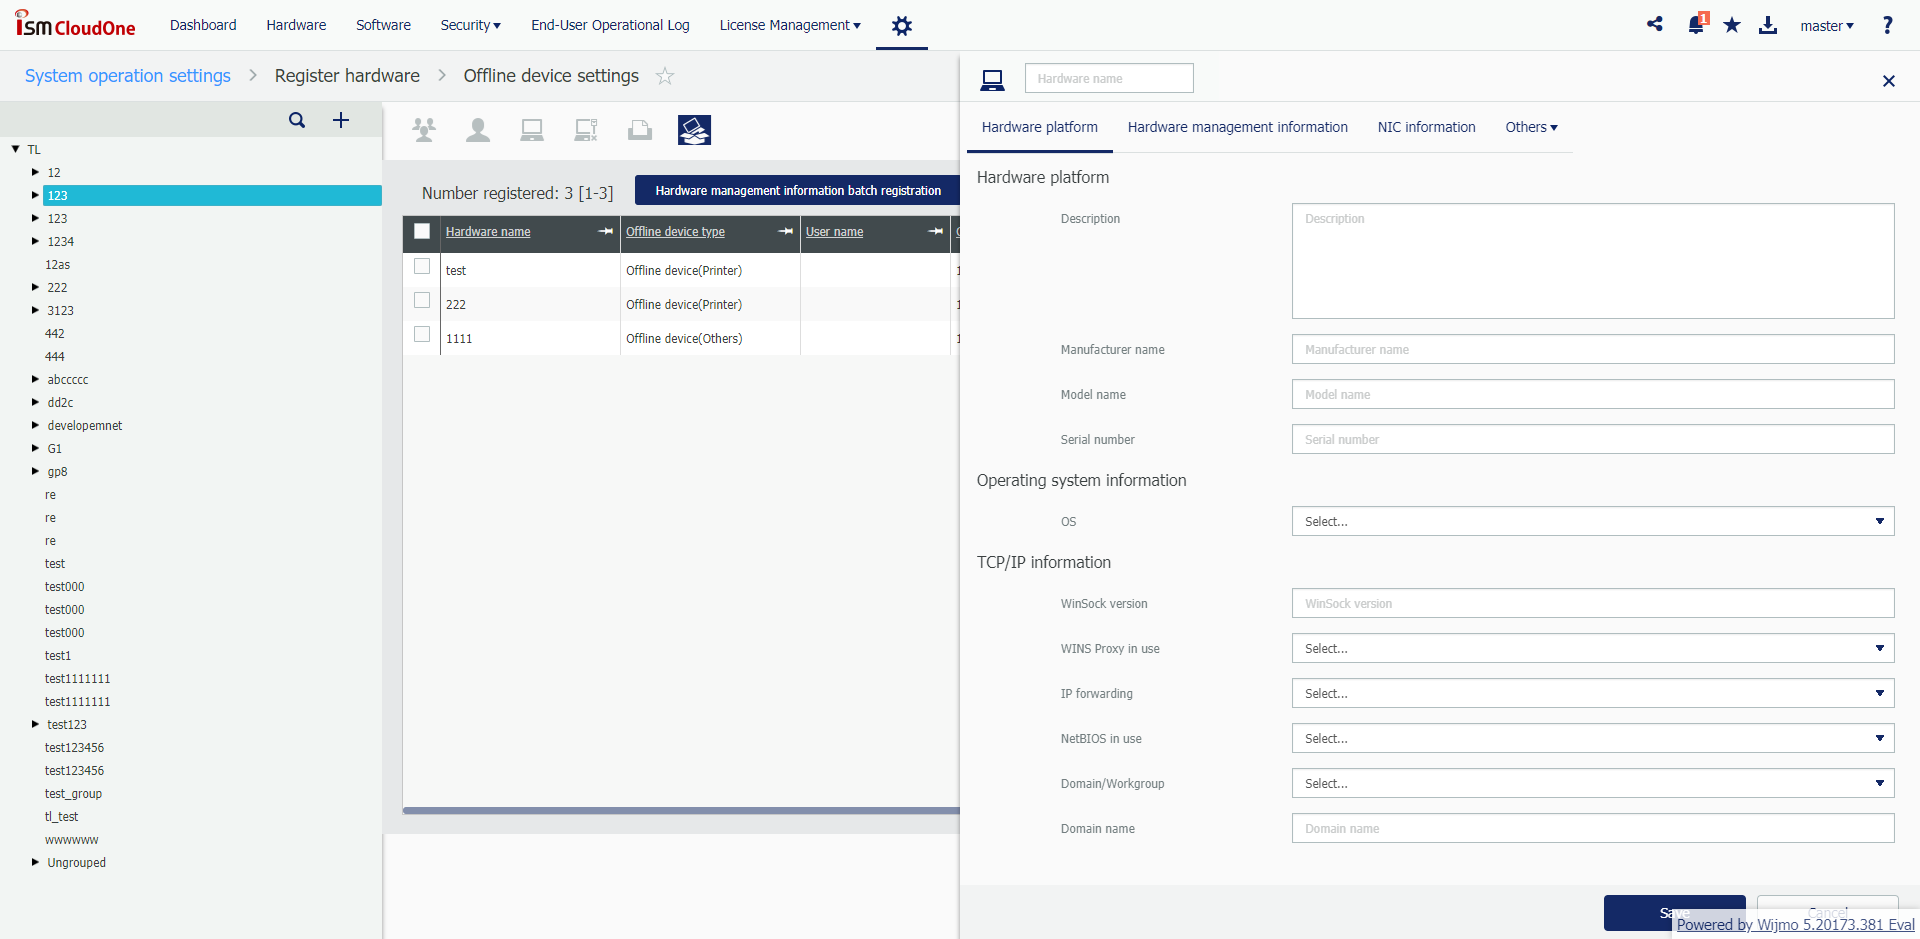 ISM CloudOne
Dashboard
Hardware
Software
Security
End-User Operational Log
License Management
1
master
?
System operation settings > Register hardware > Offline device settings
TL
12
123
123
1234
12as
222
3123
442
444
abccccc
dd2c
developemnet
G1
gp8
re
re
re
test
test000
test000
test000
test1
test1111111
test1111111
test123
test123456
test123456
test_group
tl_test
wwwwww
Ungrouped
Number registered: 3 [1-3]
Hardware management information batch registration
Hardware name
Offline device type
User name
test
Offline device(Printer)
222
Offline device(Printer)
1111
Offline device(Others)
Hardware name
Hardware platform
Hardware management information
NIC information
Others
Hardware platform
Description
Description
Manufacturer name
Manufacturer name
Model name
Model name
Serial number
Serial number
Operating system information
OS
Select...
TCP/IP information
WinSock version
WinSock version
WINS Proxy in use
Select...
IP forwarding
Select...
NetBIOS in use
Select...
Domain/Workgroup
Select...
Domain name
Domain name
Save
Cancel
Powered by Wijmo 5.20173.381 Eval